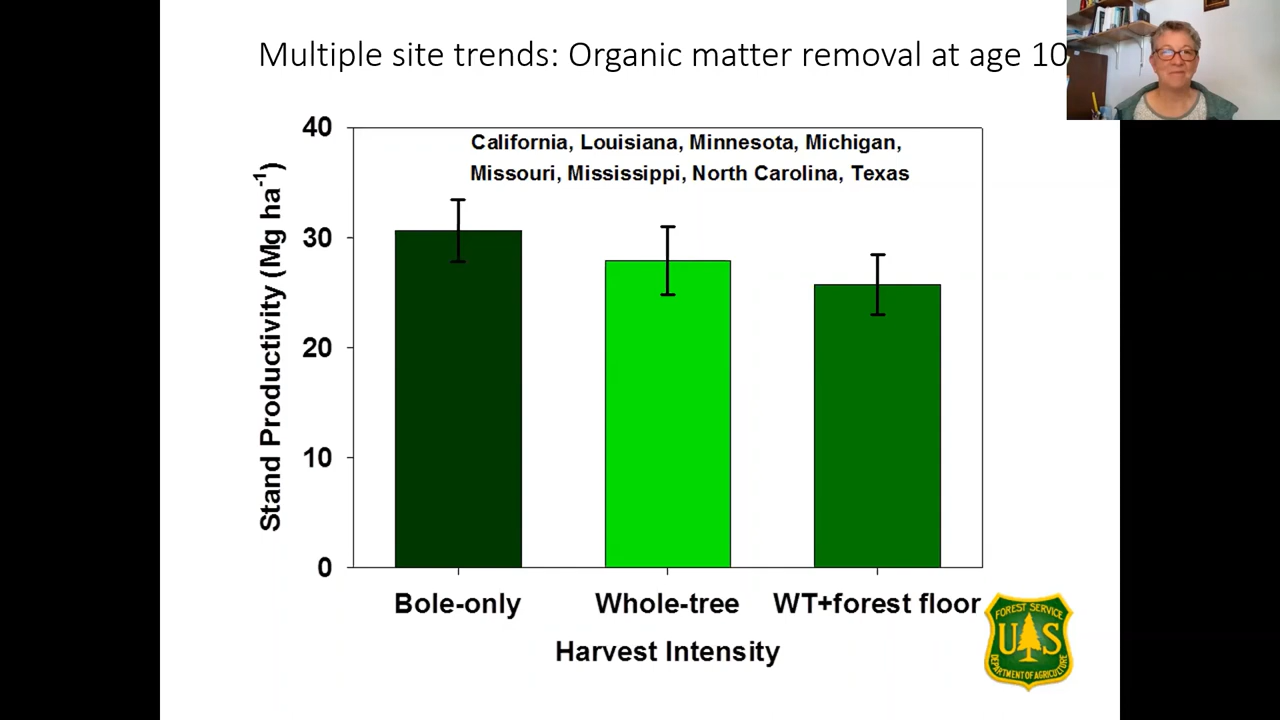 Multiple site trends: Organic matter removal at age 10
California, Louisiana, Minnesota, Michigan,
Missouri, Mississippi, North Carolina, Texas
Stand Productivity (Mg ha⁻¹)
40
30
20
10
0
Bole-only Whole-tree WT+forest floor
Harvest Intensity
FOREST SERVICE
U S
DEPARTMENT OF AGRICULTURE